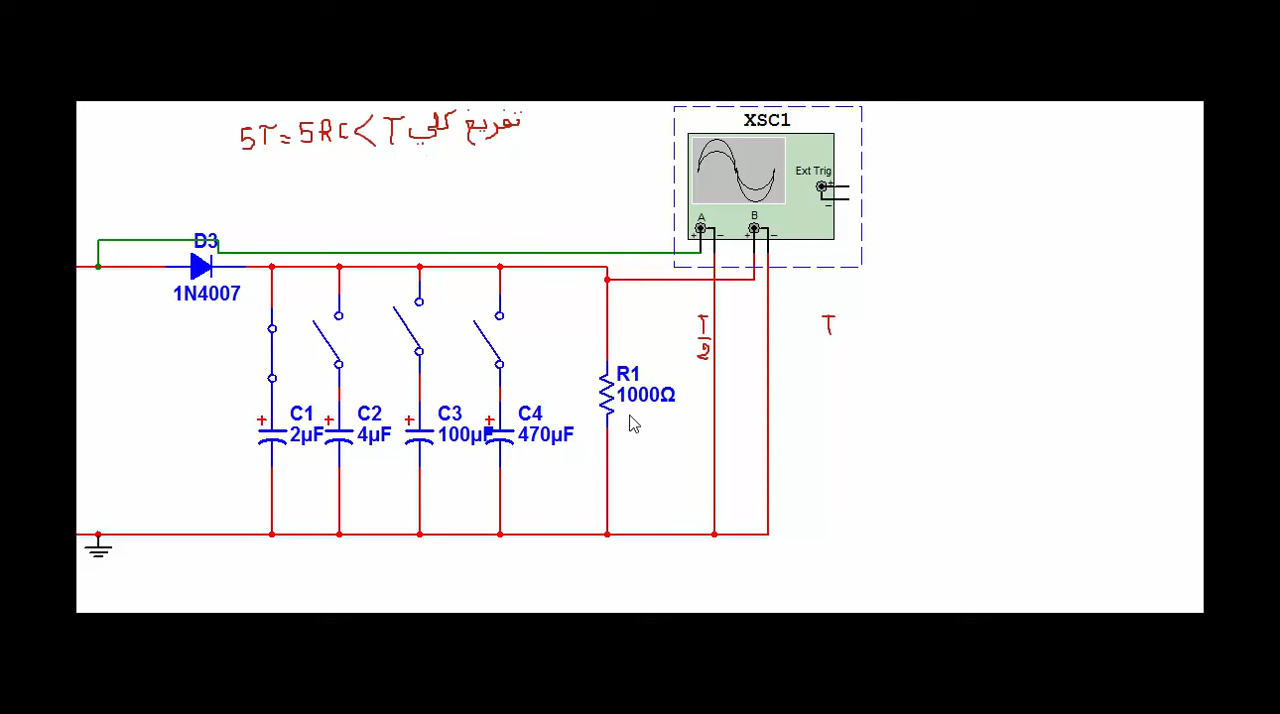 5T = 5RC < T تفريغ كلي
XSC1
Ext Trig
+
−
A
B
+ − + −
D3
1N4007
T/2
T
R1
1000Ω
+ C1
2µF
+ C2
4µF
+ C3
100µF
+ C4
470µF